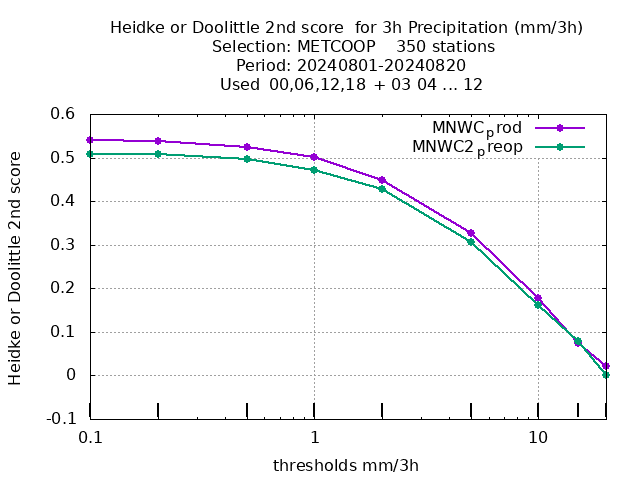 Heidke or Doolittle 2nd score  for 3h Precipitation (mm/3h)
Selection: METCOOP    350 stations
Period: 20240801-20240820
Used  00,06,12,18  + 03 04 ... 12
MNWCprod
MNWC2preop
Heidke or Doolittle 2nd score
0.6
0.5
0.4
0.3
0.2
0.1
0
-0.1
0.1
1
10
thresholds mm/3h